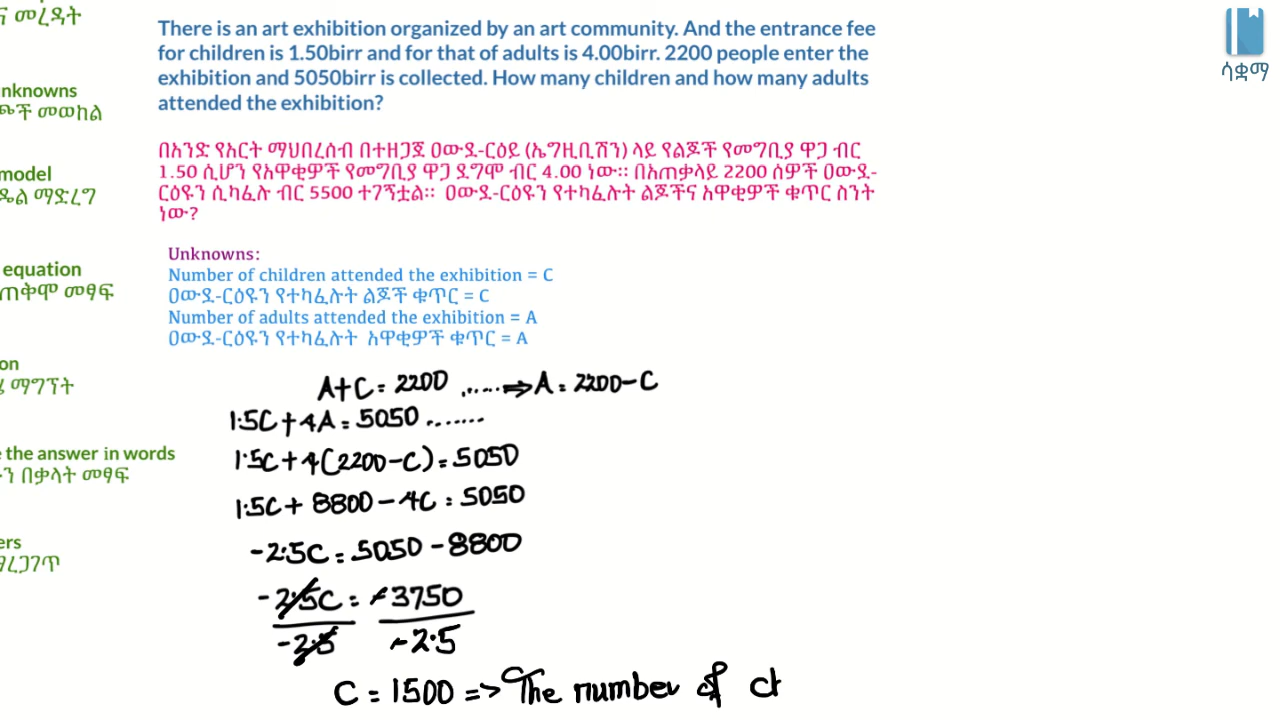 ና መረዳት
nknowns
ጮች መወከል
model
ዴል ማድረግ
equation
ጠቅሞ መፃፍ
on
ሄ ማግኘት
e the answer in words
ን በቃላት መፃፍ
ers
ማረጋገጥ
There is an art exhibition organized by an art community. And the entrance fee
for children is 1.50birr and for that of adults is 4.00birr. 2200 people enter the
exhibition and 5050birr is collected. How many children and how many adults
attended the exhibition?
በአንድ የአርት ማህበረሰብ በተዘጋጀ ዐውደ-ርዕይ (ኤግዚቢሽን) ላይ የልጆች የመግቢያ ዋጋ ብር
1.50 ሲሆን የአዋቂዎች የመግቢያ ዋጋ ደግሞ ብር 4.00 ነው። በአጠቃላይ 2200 ሰዎች ዐውደ-
ርዕዩን ሲካፈሉ ብር 5500 ተገኝቷል። ዐውደ-ርዕዩን የተካፈሉት ልጆችና አዋቂዎች ቁጥር ስንት
ነው?
Unknowns:
Number of children attended the exhibition = C
ዐውደ-ርዕዩን የተካፈሉት ልጆች ቁጥር = C
Number of adults attended the exhibition = A
ዐውደ-ርዕዩን የተካፈሉት አዋቂዎች ቁጥር = A
A+C = 2200 ......⇒ A = 2200-C
1.5C+4A = 5050 .......
1.5C+4(2200-C) = 5050
1.5C+ 8800-4C = 5050
-2.5C = 5050-8800
-2.5C = -3750
-2.5 -2.5
C = 1500 => The number of ch
ሳቋማ